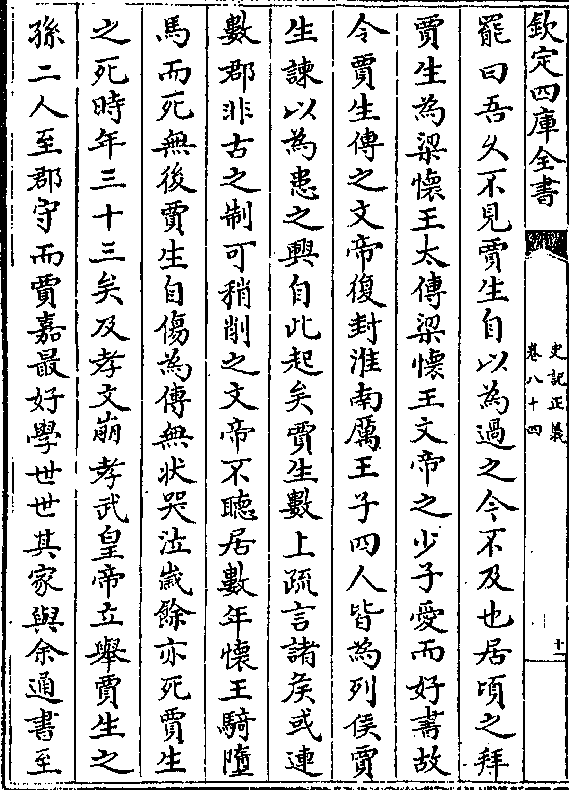 欽定四庫全書
史記正義
卷八十四
十一
罷曰吾久不見賈生自以為過之今不及也居頃之拜
賈生為梁懷王太傅梁懷王文帝之少子愛而好書故
令賈生傅之文帝復封淮南厲王子四人皆為列侯賈
生諫以為患之興自此起矣賈生數上疏言諸侯或連
數郡非古之制可稍削之文帝不聽居數年懷王騎墮
馬而死無後賈生自傷為傅無狀哭泣歲餘亦死賈生
之死時年三十三矣及孝文崩孝武皇帝立舉賈生之
孫二人至郡守而賈嘉最好學世世其家與余通書至